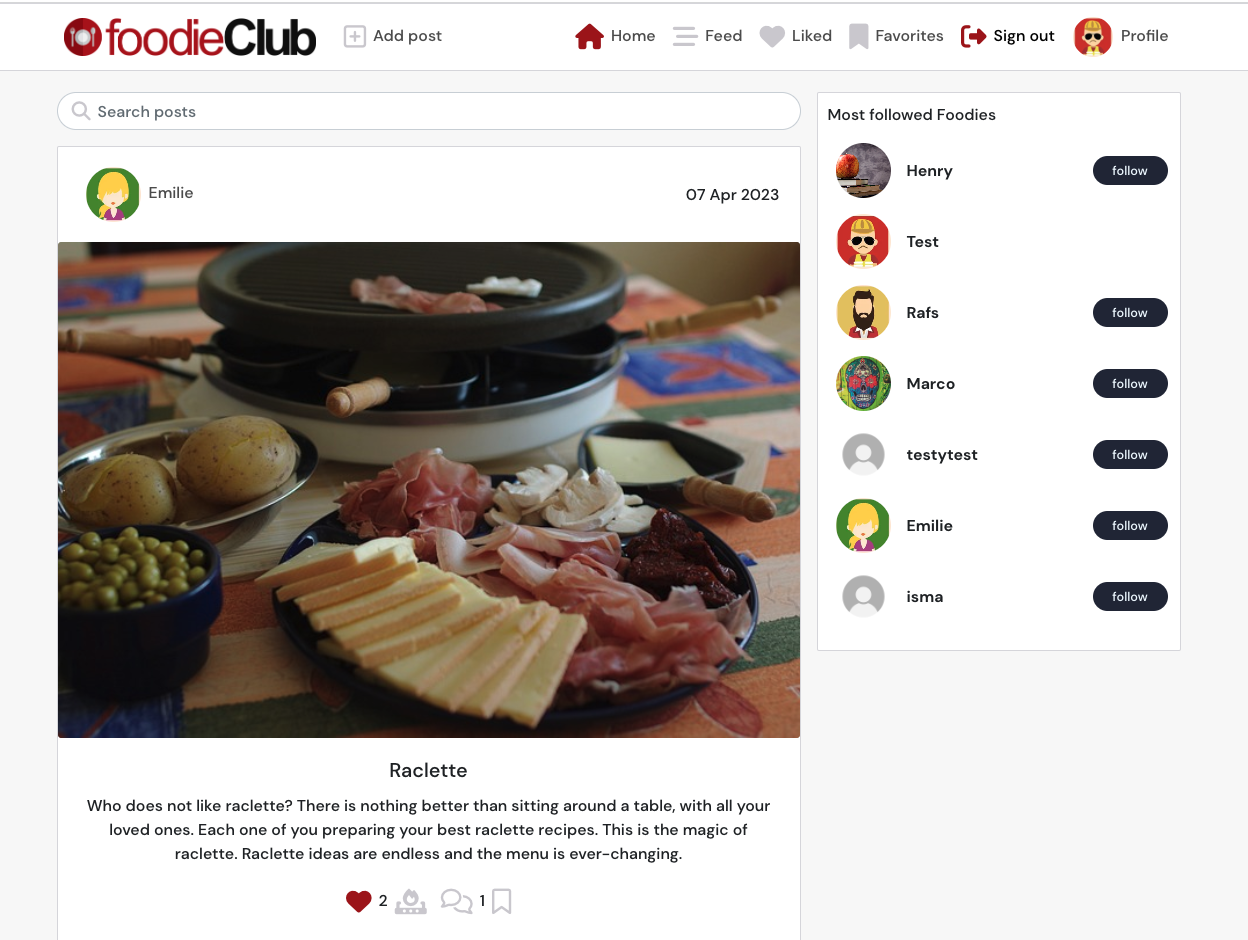 foodieClub
Add post
Home
Feed
Liked
Favorites
Sign out
Profile
Search posts
Emilie
07 Apr 2023
Raclette
Who does not like raclette? There is nothing better than sitting around a table, with all your
loved ones. Each one of you preparing your best raclette recipes. This is the magic of
raclette. Raclette ideas are endless and the menu is ever-changing.
2
1
Most followed Foodies
Henry
follow
Test
Rafs
follow
Marco
follow
testytest
follow
Emilie
follow
isma
follow